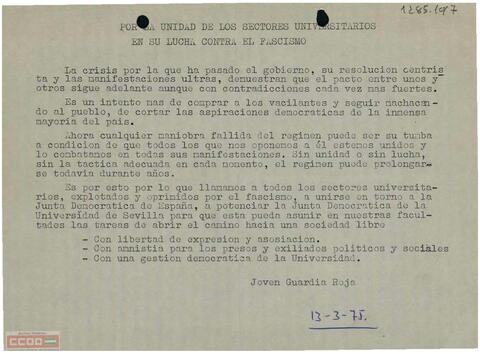 1285.(op7
POR LA UNIDAD DE LOS SECTORES UNIVERSITARIOS
EN SU LUCHA CONTRA EL FASCISMO
La crisis por la que ha pasado el gobierno, su resolucion centris
ta y las manifestaciones ultras, demuestran que el pacto entre unos y
otros sigue adelante aunque con contradicciones cada vez mas fuertes.
Es un intento mas de comprar a los vacilantes y seguir machacan-
do al pueblo, de cortar las aspiraciones democraticas de la inmensa
mayoria del pais.
Ahora cualquier maniobra fallida del regimen puede ser su tumba
a condicion de que todos los que nos oponemos a él estemos unidos y
lo combatamos en todas sus manifestaciones. Sin unidad o sin lucha,
sin la tactica adecuada en cada momento, el regimen puede prolongar-
se todavia durante años.
Es por esto por lo que llamamos a todos los sectores universita-
rios, explotados y oprimidos por el fascismo, a unirse en torno a la
Junta Democratica de España, a potenciar la Junta Democratica de la
Universidad de Sevilla para que esta pueda asumir en nuestras facul-
tades las tareas de abrir el camino hacia una sociedad libre
- Con libertad de expresion y asosiacion.
- Con amnistia para los presos y exiliados politicos y sociales
- Con una gestion democratica de la Universidad.
Joven Guardia Roja
13-3-75.
CCOO